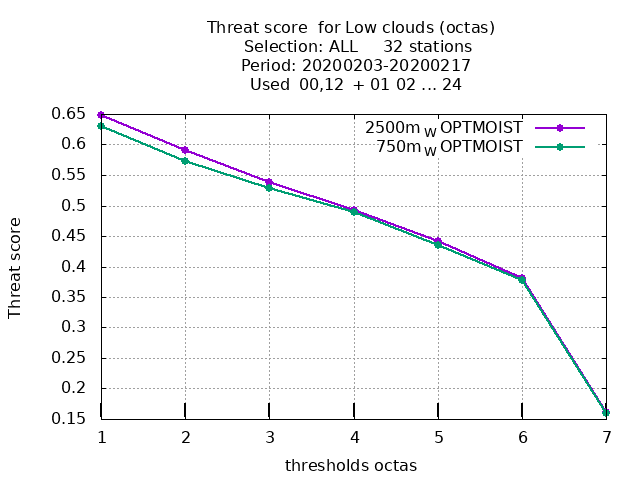 Threat score for Low clouds (octas)
Selection: ALL 32 stations
Period: 20200203-20200217
Used 00,12 + 01 02 ... 24
2500m W OPTMOIST
750m W OPTMOIST
0.65
0.6
0.55
0.5
0.45
0.4
0.35
0.3
0.25
0.2
0.15
Threat score
1 2 3 4 5 6 7
thresholds octas